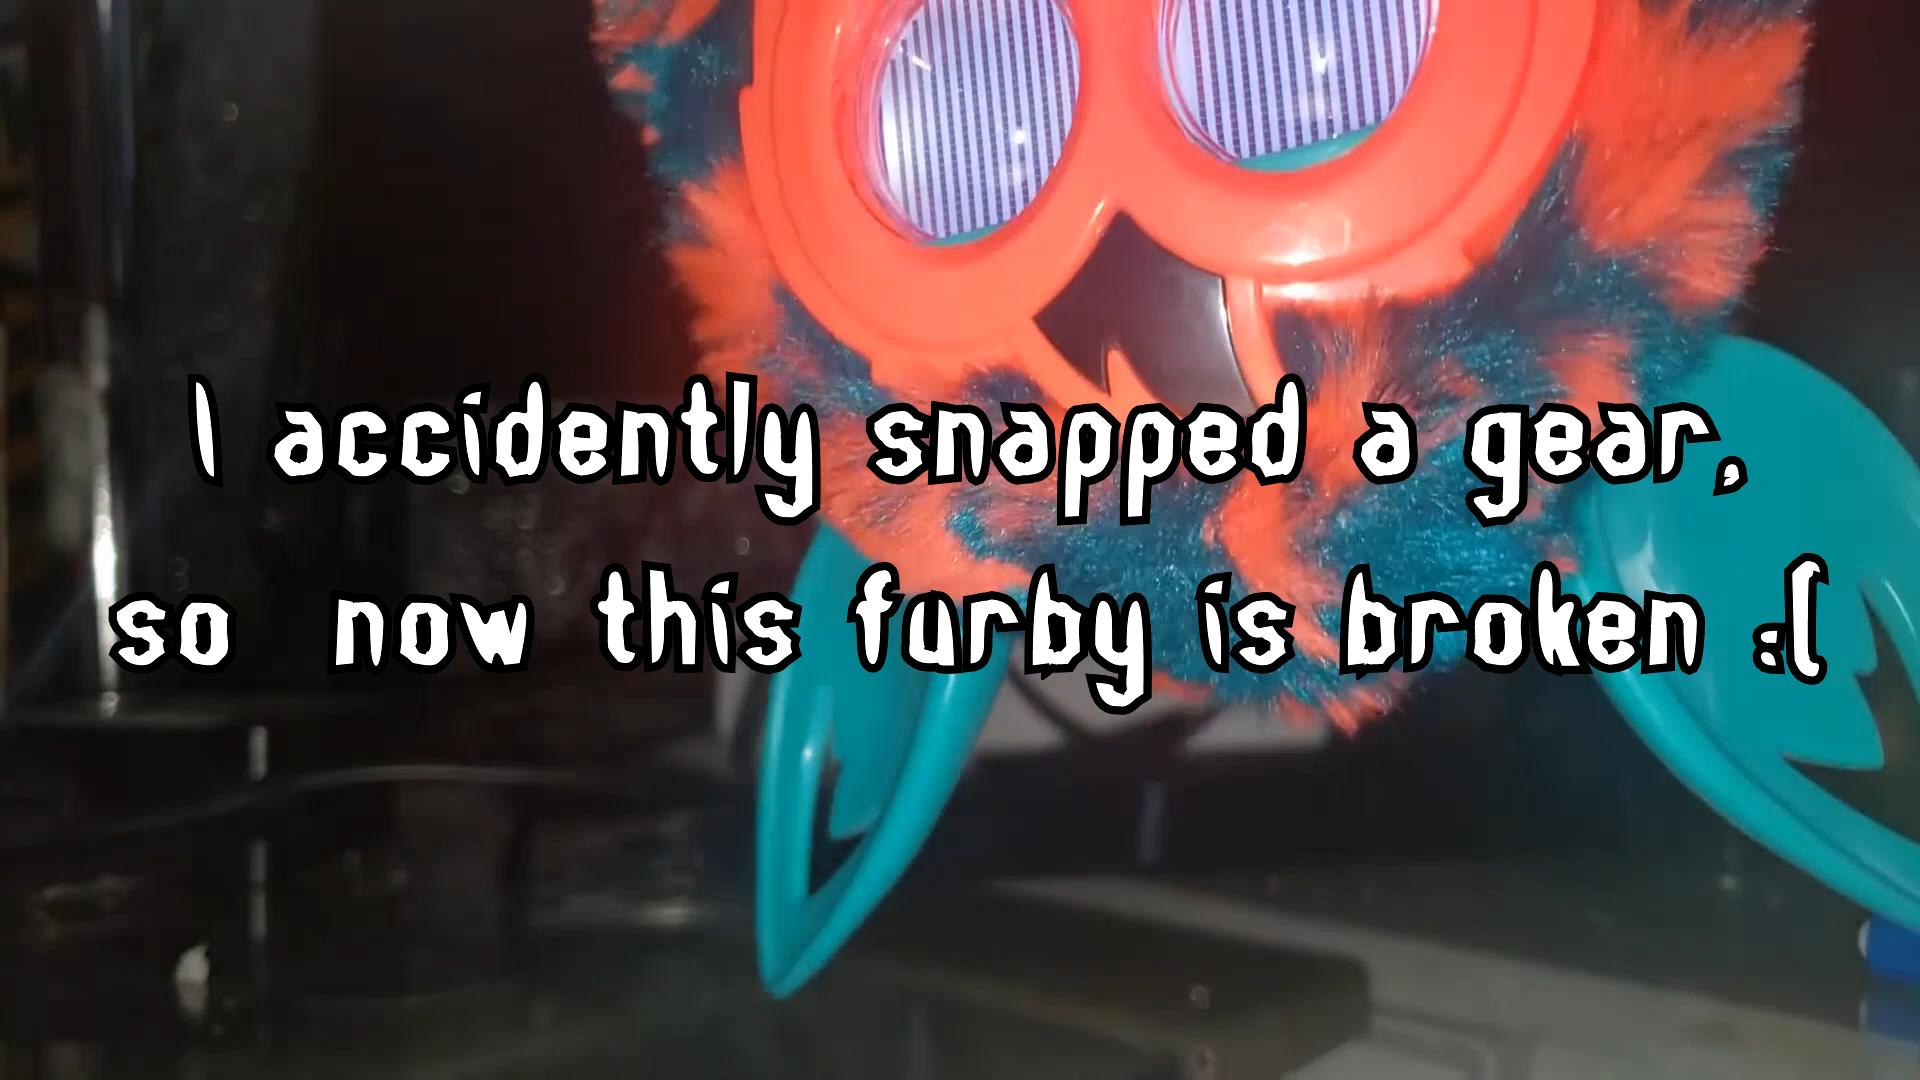 I accidently snapped a gear,
so now this furby is broken :(